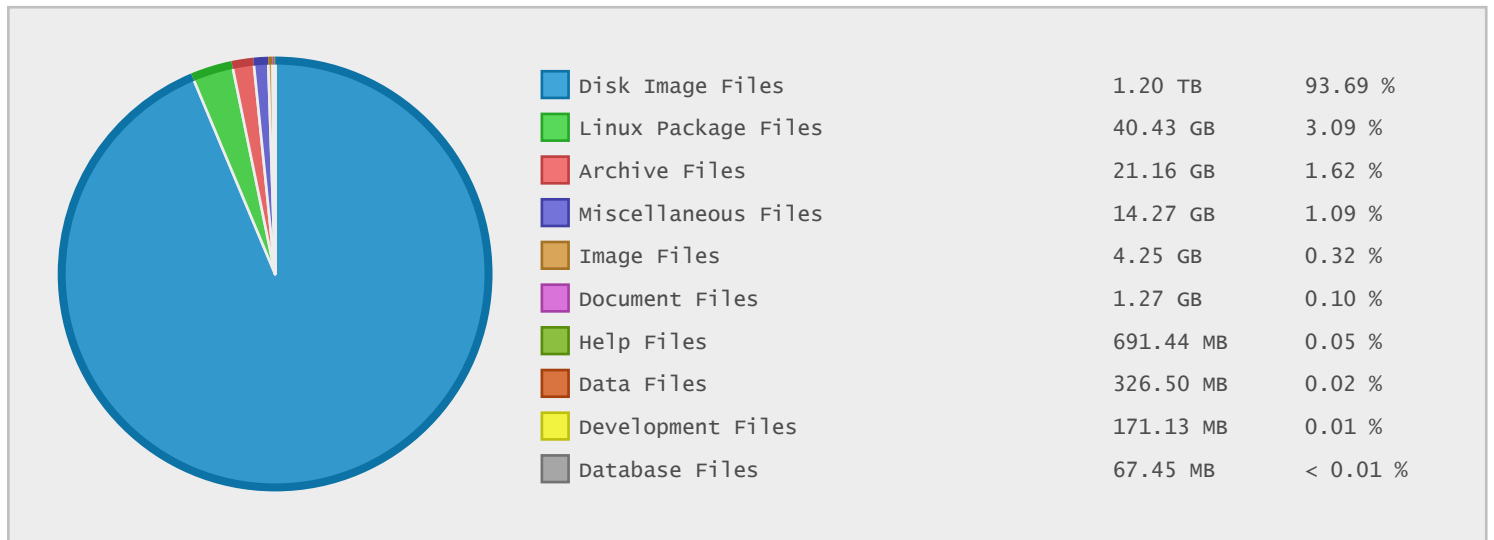 Disk Image Files 1.20 TB 93.69 %
Linux Package Files 40.43 GB 3.09 %
Archive Files 21.16 GB 1.62 %
Miscellaneous Files 14.27 GB 1.09 %
Image Files 4.25 GB 0.32 %
Document Files 1.27 GB 0.10 %
Help Files 691.44 MB 0.05 %
Data Files 326.50 MB 0.02 %
Development Files 171.13 MB 0.01 %
Database Files 67.45 MB < 0.01 %